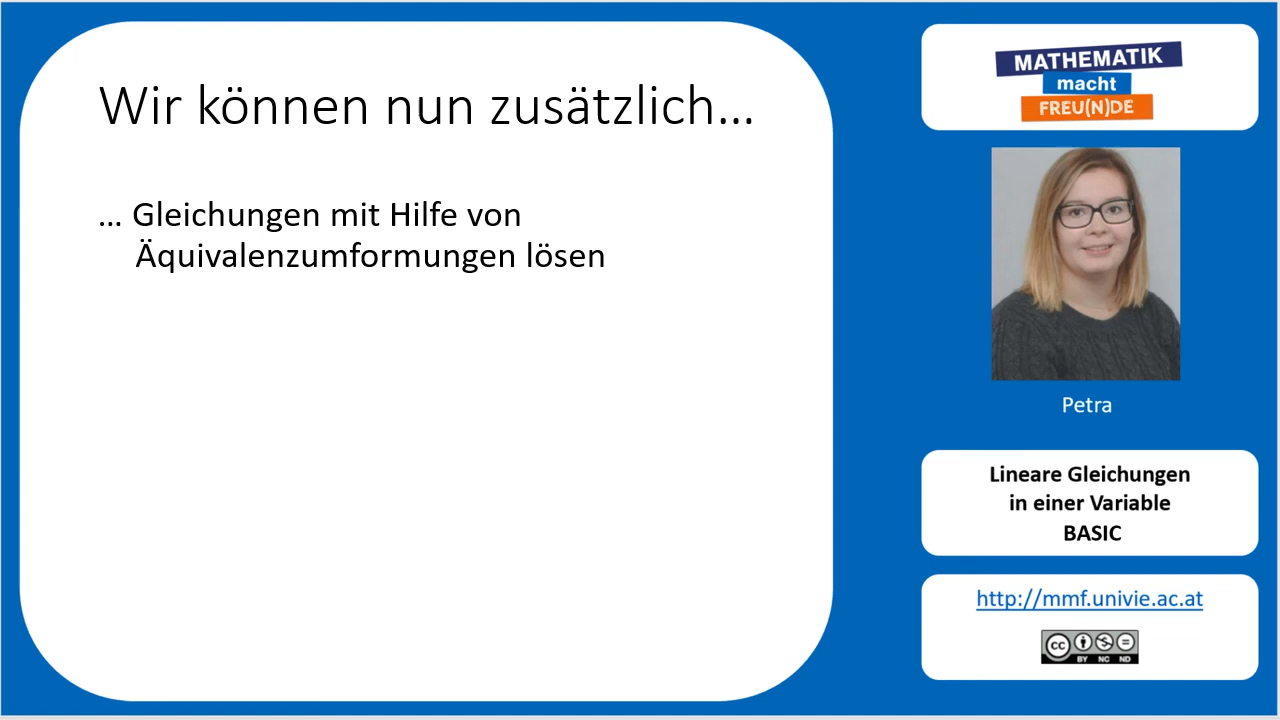 Wir können nun zusätzlich...
... Gleichungen mit Hilfe von
Äquivalenzumformungen lösen
MATHEMATIK
macht
FREU(N)DE
Petra
Lineare Gleichungen
in einer Variable
BASIC
http://mmf.univie.ac.at
cc
BY NC ND